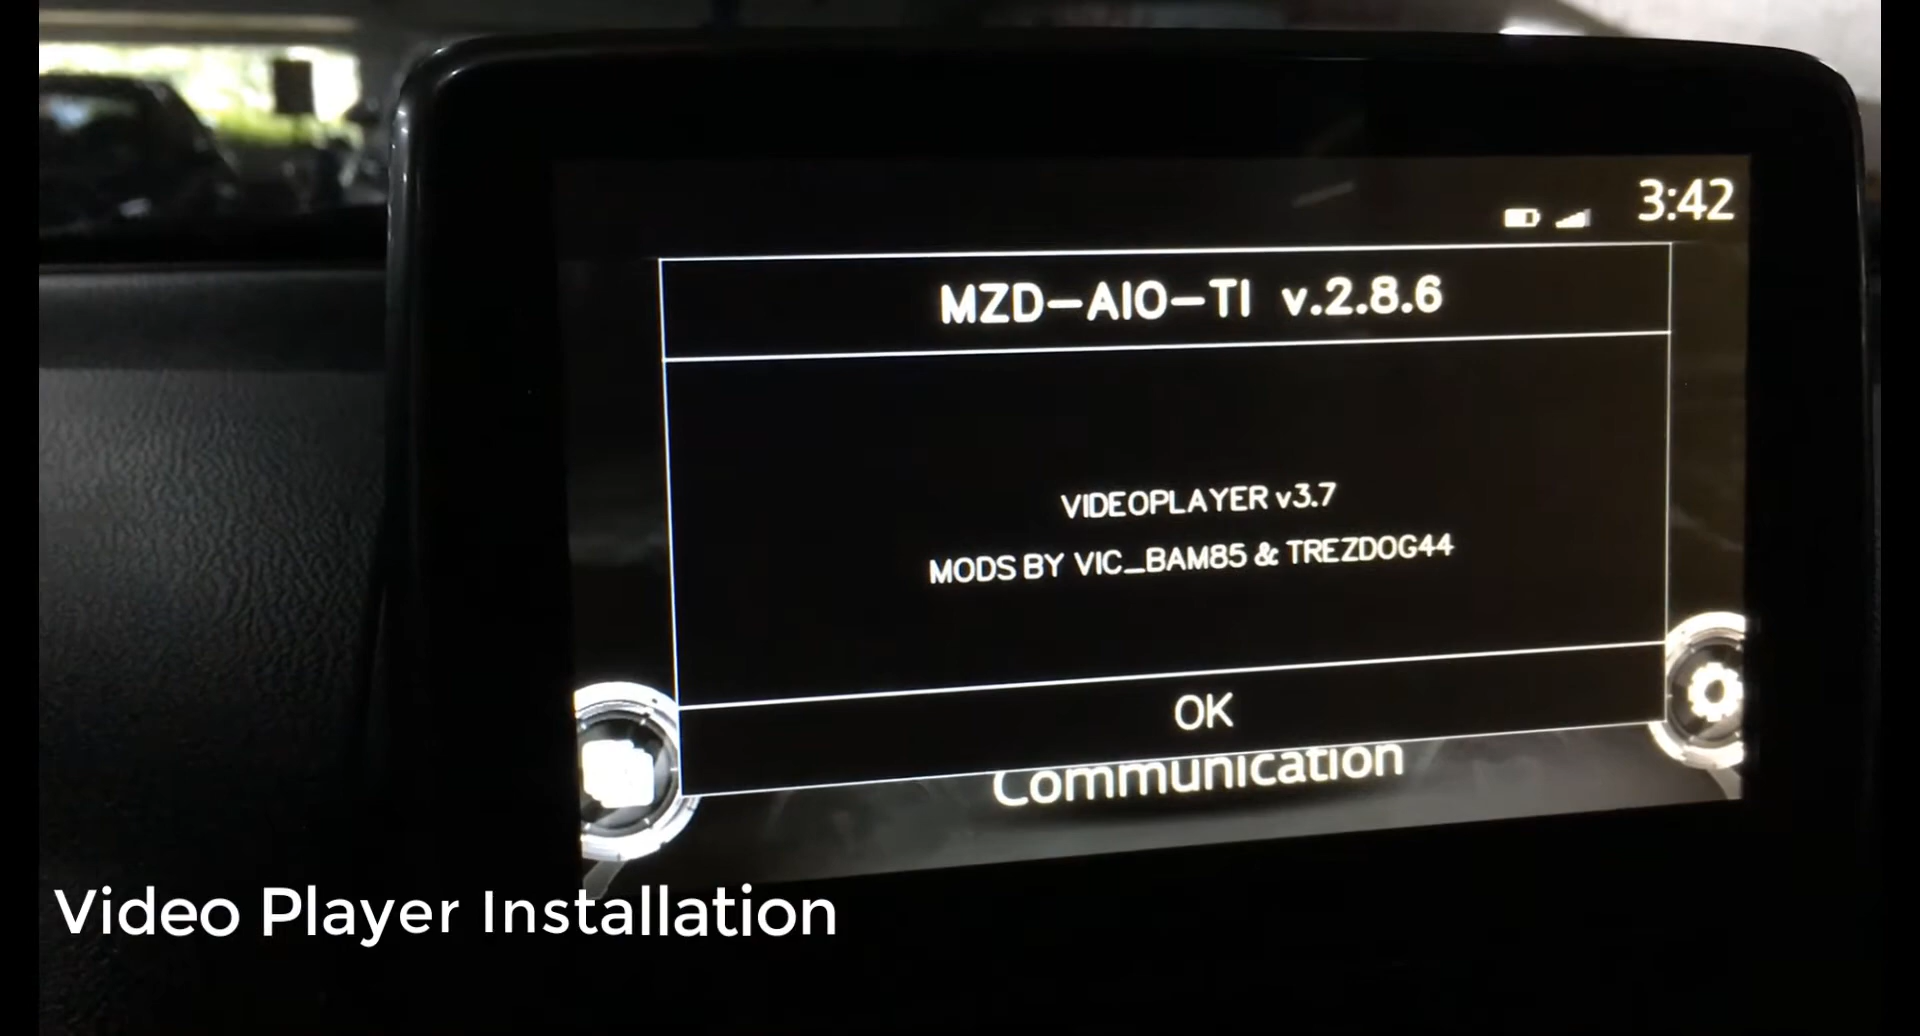 3:42
MZD-AIO-TI v.2.8.6
VIDEOPLAYER v3.7
MODS BY VIC_BAM85 & TREZDOG44
OK
Communication
Video Player Installation